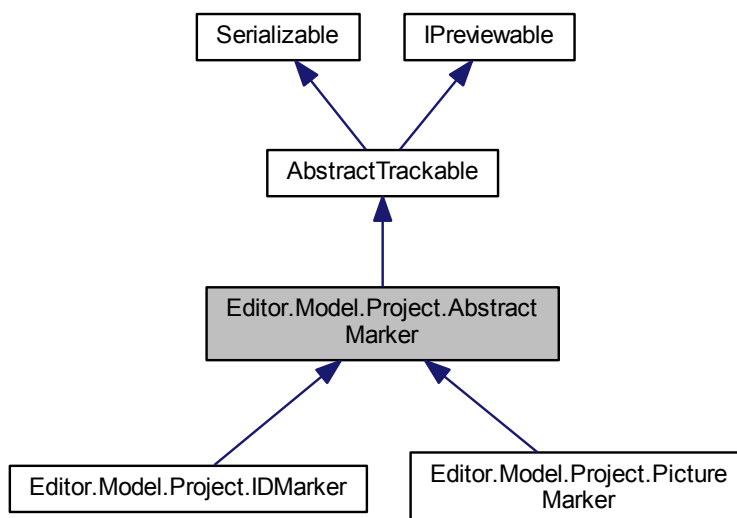 Serializable
IPreviewable
AbstractTrackable
Editor.Model.Project.Abstract
Marker
Editor.Model.Project.IDMarker
Editor.Model.Project.Picture
Marker